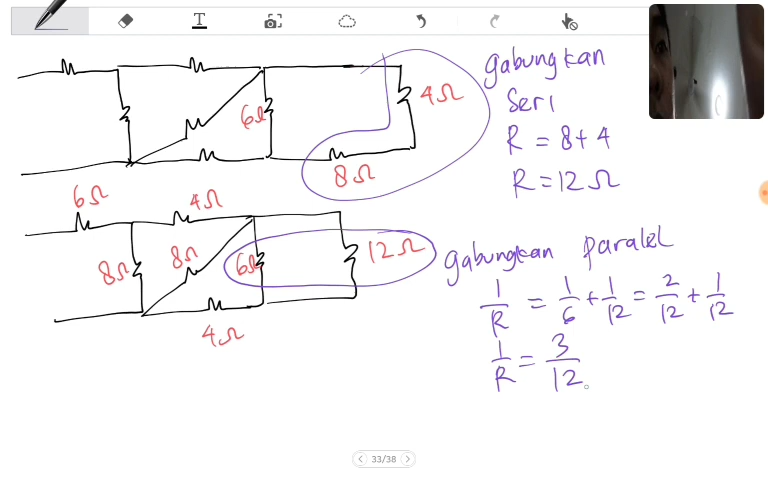 T
gabungkan
Seri
R = 8+4
R = 12 Ω
4Ω
6Ω
8Ω
6Ω
4Ω
8Ω
8Ω
6Ω
12Ω
4Ω
gabungkan paralel
1/R = 1/6 + 1/12 = 2/12 + 1/12
1/R = 3/12
33/38